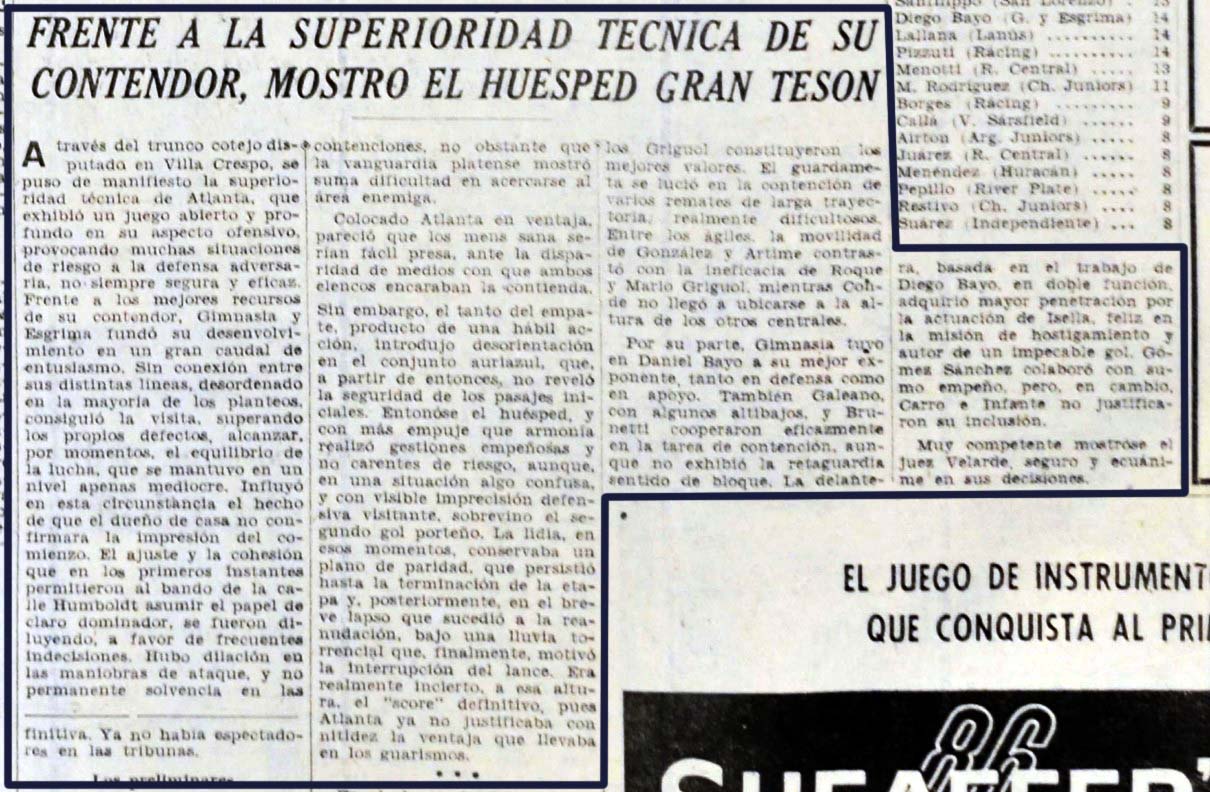 FRENTE A LA SUPERIORIDAD TECNICA DE SU
CONTENDOR, MOSTRO EL HUESPED GRAN TESON
A través del trunco cotejo dis-
putado en Villa Crespo, se
puso de manifiesto la superio-
ridad técnica de Atlanta, que
exhibió un juego abierto y pro-
fundo en su aspecto ofensivo,
provocando muchas situaciones
de riesgo a la defensa adversa-
ria, no siempre segura y eficaz.
Frente a los mejores recursos
de su contendor, Gimnasia y
Esgrima fundó su desenvolvi-
miento en un gran caudal de
entusiasmo. Sin conexión entre
sus distintas líneas, desordenado
en la mayoría de los planteos,
consiguió la visita, superando
los propios defectos, alcanzar,
por momentos, el equilibrio de
la lucha, que se mantuvo en un
nivel apenas mediocre. Influyó
en esta circunstancia el hecho
de que el dueño de casa no con-
firmara la impresión del co-
mienzo. El ajuste y la cohesión
que en los primeros instantes
permitieron al bando de la ca-
lle Humboldt asumir el papel de
claro dominador, se fueron di-
luyendo, a favor de frecuentes
indecisiones. Hubo dilación en
las maniobras de ataque, y no
permanente solvencia en las
finitiva. Ya no había espectado-
res en las tribunas.
Los preliminares
contenciones, no obstante que
la vanguardia platense mostró
suma dificultad en acercarse al
área enemiga.
Colocado Atlanta en ventaja,
pareció que los mens sana se-
rían fácil presa, ante la dispa-
ridad de medios con que ambos
elencos encaraban la contienda.
Sin embargo, el tanto del empa-
te, producto de una hábil ac-
ción, introdujo desorientación
en el conjunto auriazul, que,
a partir de entonces, no reveló
la seguridad de los pasajes ini-
ciales. Entonóse el huésped, y
con más empuje que armonía
realizó gestiones empeñosas y
no carentes de riesgo, aunque,
en una situación algo confusa,
y con visible imprecisión defen-
siva visitante, sobrevino el se-
gundo gol porteño. La lidia, en
esos momentos, conservaba un
plano de paridad, que persistió
hasta la terminación de la eta-
pa y, posteriormente, en el bre-
ve lapso que sucedió a la rea-
nudación, bajo una lluvia to-
rrencial que, finalmente, motivó
la interrupción del lance. Era
realmente incierto, a esa altu-
ra, el "score" definitivo, pues
Atlanta ya no justificaba con
nitidez la ventaja que llevaba
en los guarismos.
* * *
los Griguol constituyeron los
mejores valores. El guardame-
ta se lució en la contención de
varios remates de larga trayec-
toria, realmente dificultosos.
Entre los ágiles, la movilidad
de González y Artime contras-
tó con la ineficacia de Roque
y Mario Griguol, mientras Con-
de no llegó a ubicarse a la al-
tura de los otros centrales.
Por su parte, Gimnasia tuvo
en Daniel Bayo a su mejor ex-
ponente, tanto en defensa como
en apoyo. También Galeano,
con algunos altibajos, y Bru-
netti cooperaron eficazmente
en la tarea de contención, aun-
que no exhibió la retaguardia
sentido de bloque. La delante-
Sanfilippo (San Lorenzo) . 15
Diego Bayo (G. y Esgrima) 14
Lallana (Lanús) .......... 14
Pizzuti (Rácing) ......... 14
Menotti (R. Central) ..... 13
M. Rodríguez (Ch. Juniors) 11
Borges (Rácing) ......... 9
Calla (V. Sársfield) ..... 9
Airton (Arg. Juniors) ..... 8
Juárez (R. Central) ...... 8
Menéndez (Huracán) ..... 8
Pepillo (River Plate) ..... 8
Restivo (Ch. Juniors) .... 8
Suárez (Independiente) ... 8
ra, basada en el trabajo de
Diego Bayo, en doble función,
adquirió mayor penetración por
la actuación de Isella, feliz en
la misión de hostigamiento y
autor de un impecable gol. Gó-
mez Sánchez colaboró con su-
mo empeño, pero, en cambio,
Carro e Infante no justifica-
ron su inclusión.
Muy competente mostróse el
juez Velarde, seguro y ecuáni-
me en sus decisiones.
EL JUEGO DE INSTRUMENT
QUE CONQUISTA AL PRI
86
SHEAFFER'